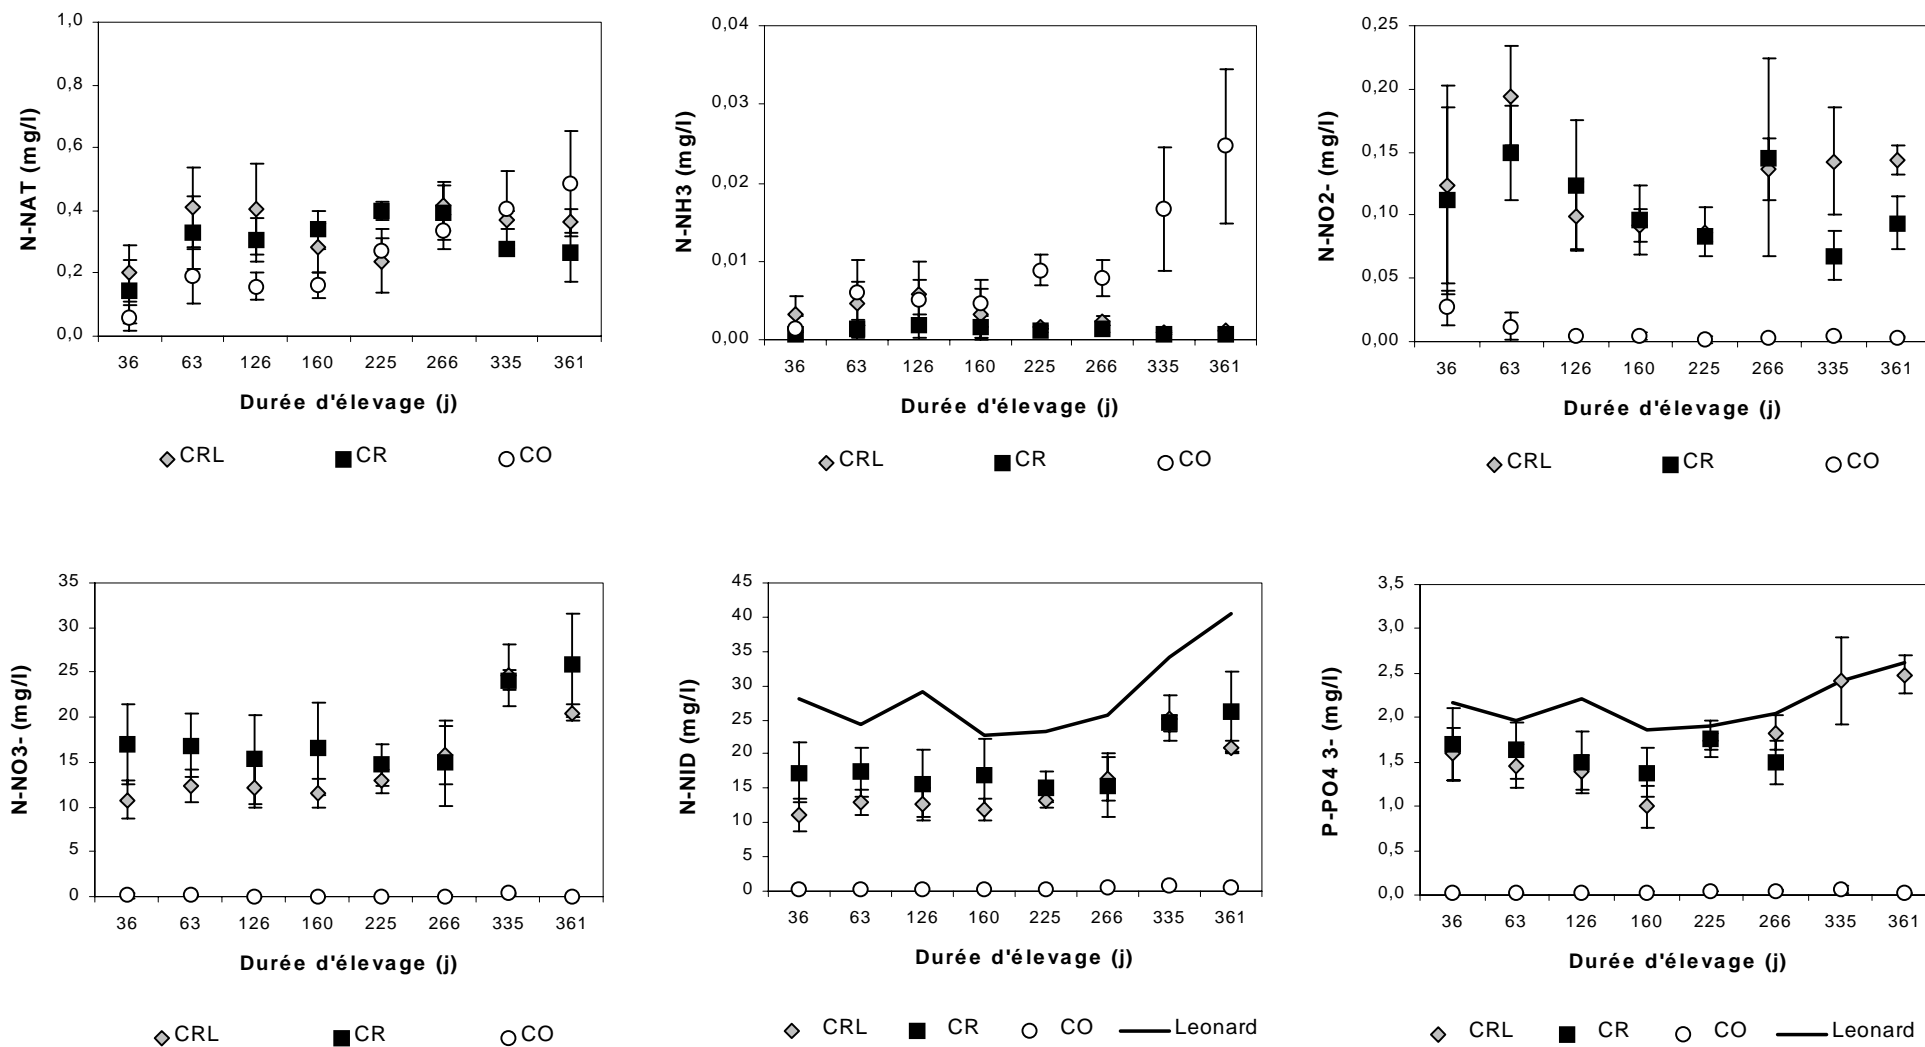 N-NAT (mg/l)
1,0
0,8
0,6
0,4
0,2
0,0
36 63 126 160 225 266 335 361
Durée d'élevage (j)
CRL CR CO
N-NH3 (mg/l)
0,04
0,03
0,02
0,01
0,00
36 63 126 160 225 266 335 361
Durée d'élevage (j)
CRL CR CO
N-NO2- (mg/l)
0,25
0,20
0,15
0,10
0,05
0,00
36 63 126 160 225 266 335 361
Durée d'élevage (j)
CRL CR CO
N-NO3- (mg/l)
35
30
25
20
15
10
5
0
36 63 126 160 225 266 335 361
Durée d'élevage (j)
CRL CR CO
N-NID (mg/l)
45
40
35
30
25
20
15
10
5
0
36 63 126 160 225 266 335 361
Durée d'élevage (j)
CRL CR CO Leonard
P-PO4 3- (mg/l)
3,5
3,0
2,5
2,0
1,5
1,0
0,5
0,0
36 63 126 160 225 266 335 361
Durée d'élevage (j)
CRL CR CO Leonard